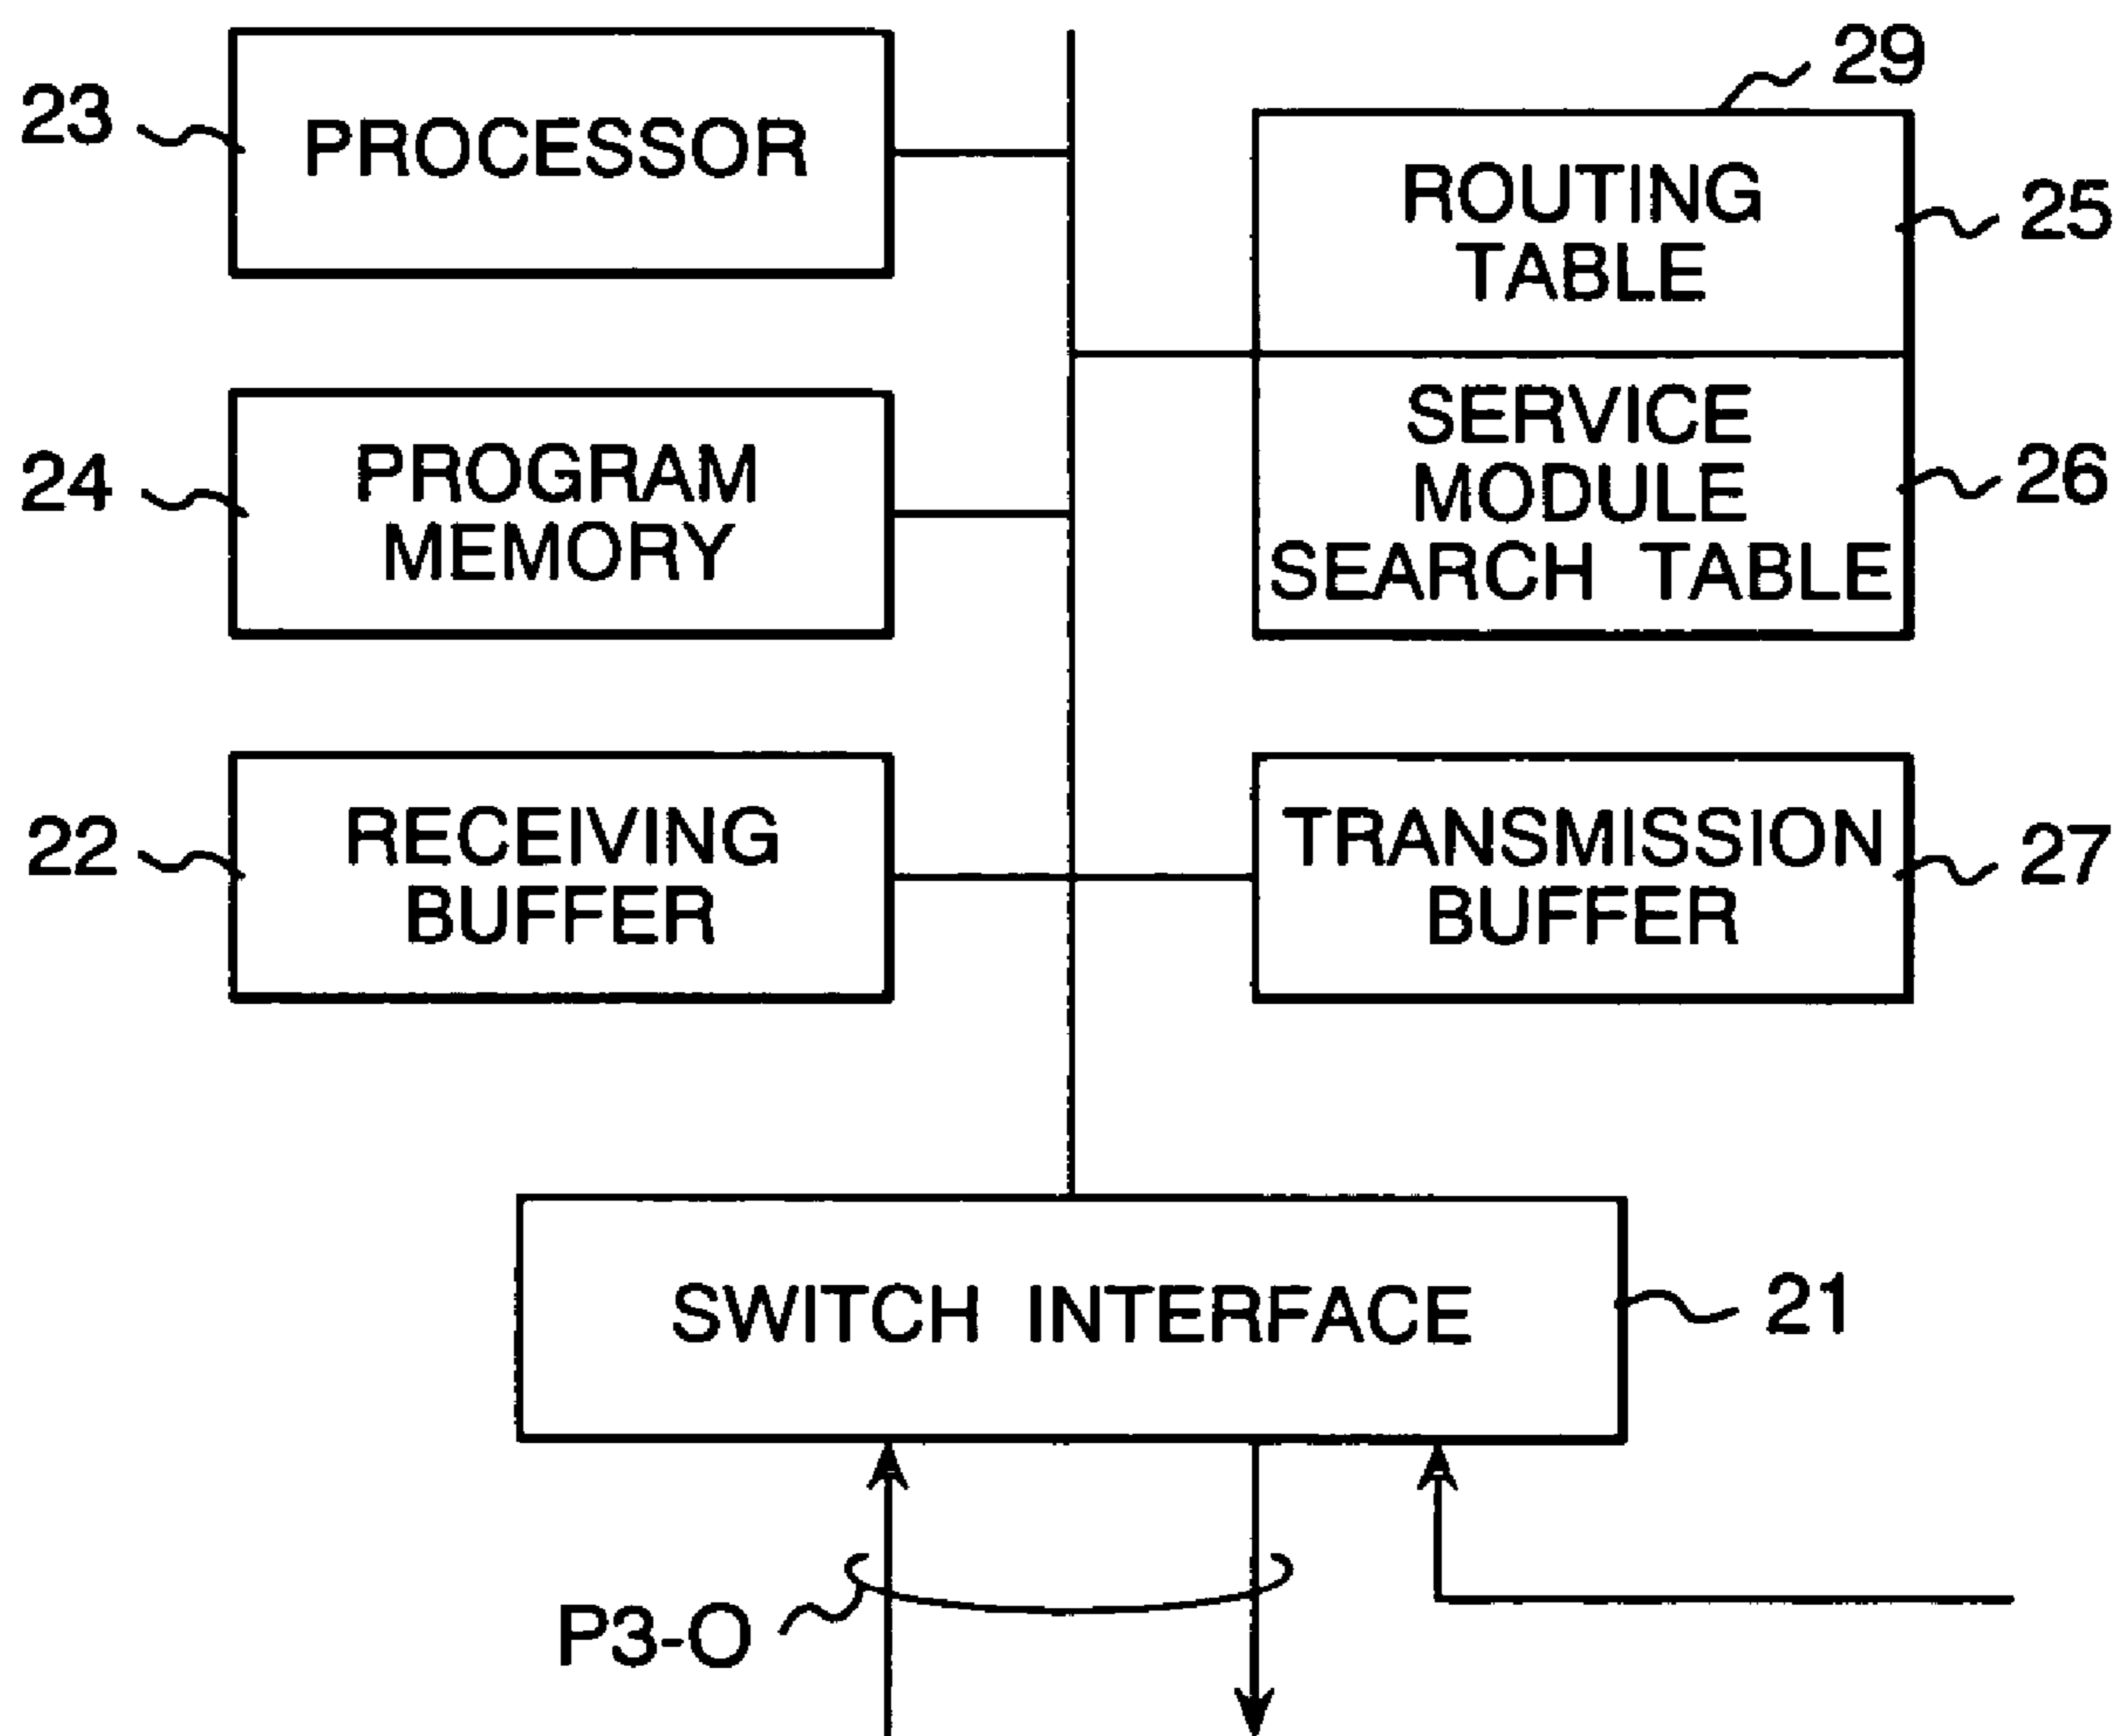 29
23
PROCESSOR
ROUTING
TABLE
25
24
PROGRAM
MEMORY
SERVICE
MODULE
SEARCH TABLE
26
22
RECEIVING
BUFFER
TRANSMISSION
BUFFER
27
SWITCH INTERFACE
21
P3-O